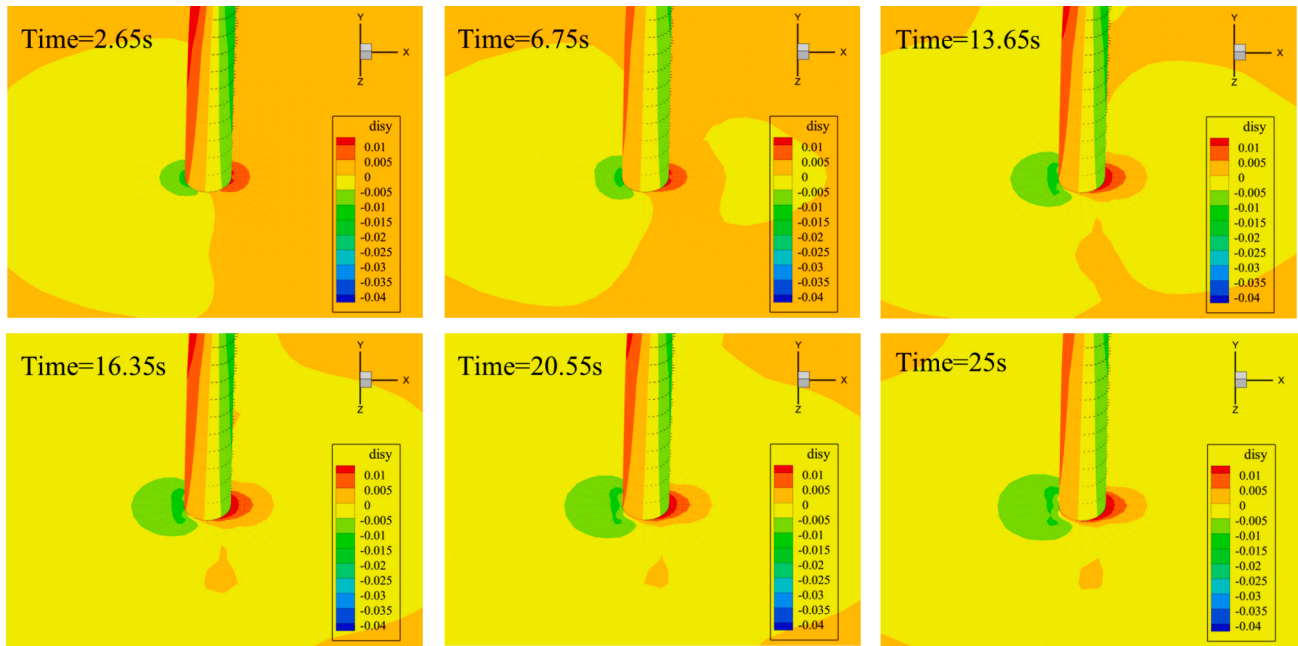 Time=2.65s
Y
X
Z
disy
0.01
0.005
0
-0.005
-0.01
-0.015
-0.02
-0.025
-0.03
-0.035
-0.04
Time=6.75s
Y
X
Z
disy
0.01
0.005
0
-0.005
-0.01
-0.015
-0.02
-0.025
-0.03
-0.035
-0.04
Time=13.65s
Y
X
Z
disy
0.01
0.005
0
-0.005
-0.01
-0.015
-0.02
-0.025
-0.03
-0.035
-0.04
Time=16.35s
Y
X
Z
disy
0.01
0.005
0
-0.005
-0.01
-0.015
-0.02
-0.025
-0.03
-0.035
-0.04
Time=20.55s
Y
X
Z
disy
0.01
0.005
0
-0.005
-0.01
-0.015
-0.02
-0.025
-0.03
-0.035
-0.04
Time=25s
Y
X
Z
disy
0.01
0.005
0
-0.005
-0.01
-0.015
-0.02
-0.025
-0.03
-0.035
-0.04